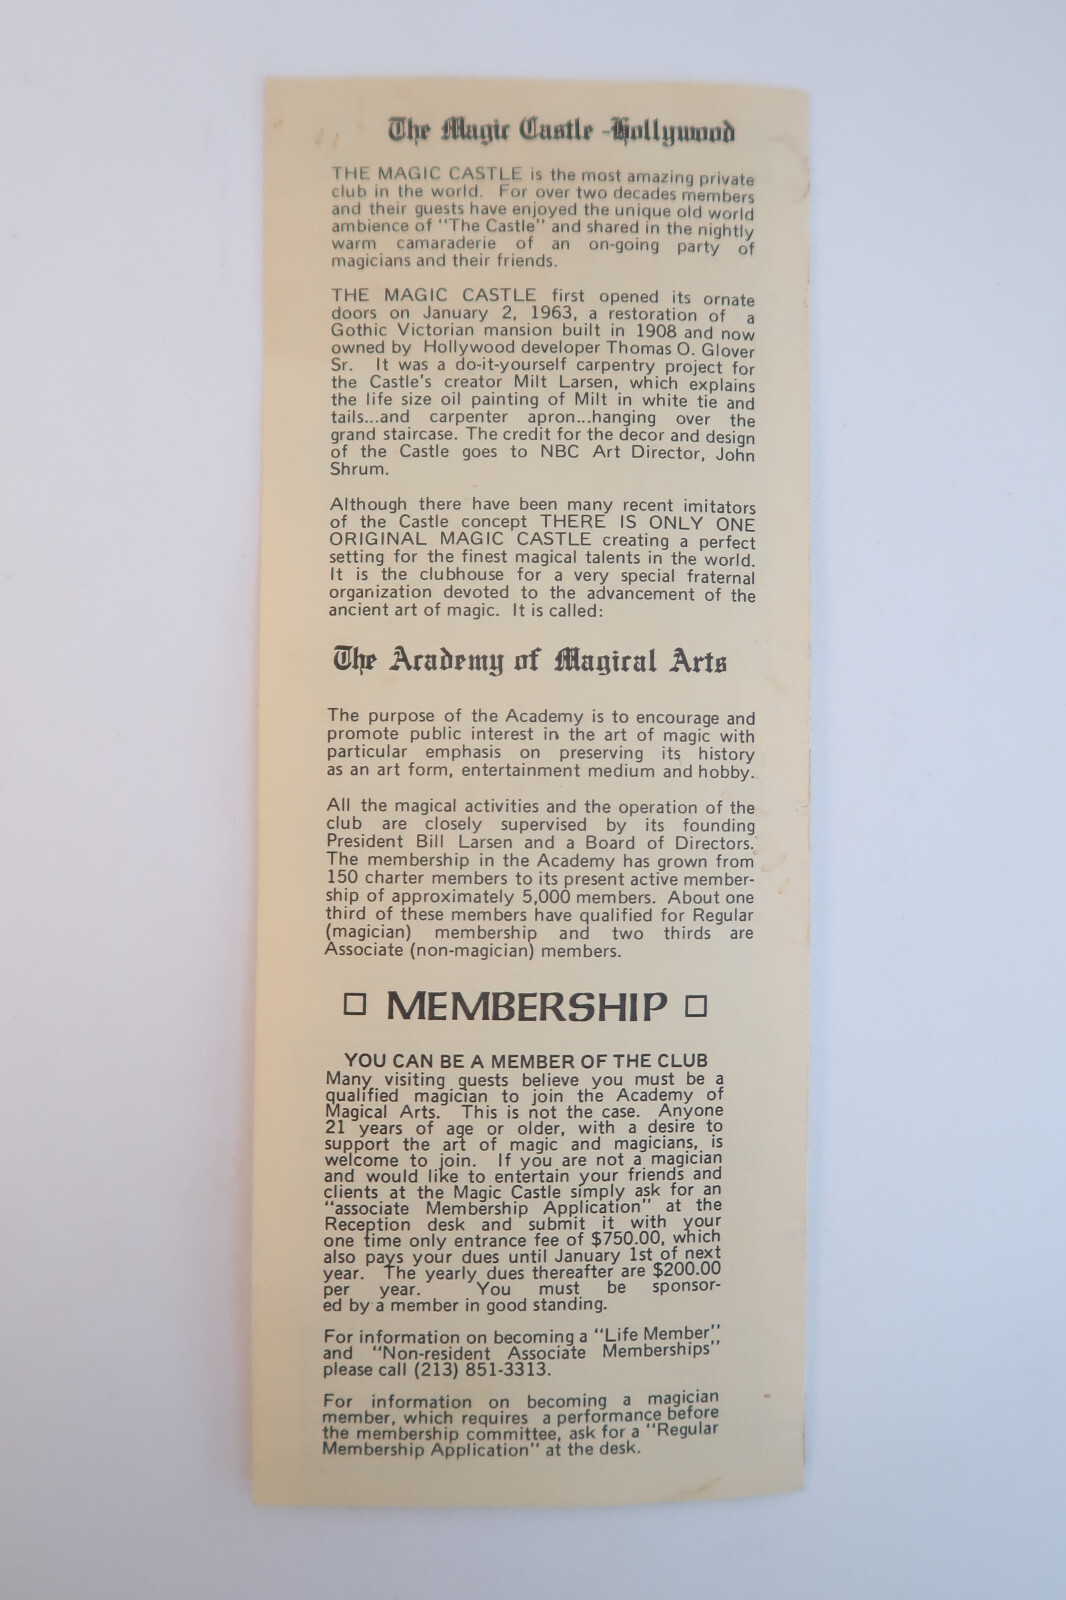 The Magic Castle -Hollywood
THE MAGIC CASTLE is the most amazing private
club in the world. For over two decades members
and their guests have enjoyed the unique old world
ambience of "The Castle" and shared in the nightly
warm camaraderie of an on-going party of
magicians and their friends.
THE MAGIC CASTLE first opened its ornate
doors on January 2, 1963, a restoration of a
Gothic Victorian mansion built in 1908 and now
owned by Hollywood developer Thomas O. Glover
Sr. It was a do-it-yourself carpentry project for
the Castle's creator Milt Larsen, which explains
the life size oil painting of Milt in white tie and
tails...and carpenter apron...hanging over the
grand staircase. The credit for the decor and design
of the Castle goes to NBC Art Director, John
Shrum.
Although there have been many recent imitators
of the Castle concept THERE IS ONLY ONE
ORIGINAL MAGIC CASTLE creating a perfect
setting for the finest magical talents in the world.
It is the clubhouse for a very special fraternal
organization devoted to the advancement of the
ancient art of magic. It is called:
The Academy of Magical Arts
The purpose of the Academy is to encourage and
promote public interest in the art of magic with
particular emphasis on preserving its history
as an art form, entertainment medium and hobby.
All the magical activities and the operation of the
club are closely supervised by its founding
President Bill Larsen and a Board of Directors.
The membership in the Academy has grown from
150 charter members to its present active member-
ship of approximately 5,000 members. About one
third of these members have qualified for Regular
(magician) membership and two thirds are
Associate (non-magician) members.
□ MEMBERSHIP □
YOU CAN BE A MEMBER OF THE CLUB
Many visiting guests believe you must be a
qualified magician to join the Academy of
Magical Arts. This is not the case. Anyone
21 years of age or older, with a desire to
support the art of magic and magicians, is
welcome to join. If you are not a magician
and would like to entertain your friends and
clients at the Magic Castle simply ask for an
"associate Membership Application" at the
Reception desk and submit it with your
one time only entrance fee of $750.00, which
also pays your dues until January 1st of next
year. The yearly dues thereafter are $200.00
per year. You must be sponsor-
ed by a member in good standing.
For information on becoming a "Life Member"
and "Non-resident Associate Memberships"
please call (213) 851-3313.
For information on becoming a magician
member, which requires a performance before
the membership committee, ask for a "Regular
Membership Application" at the desk.